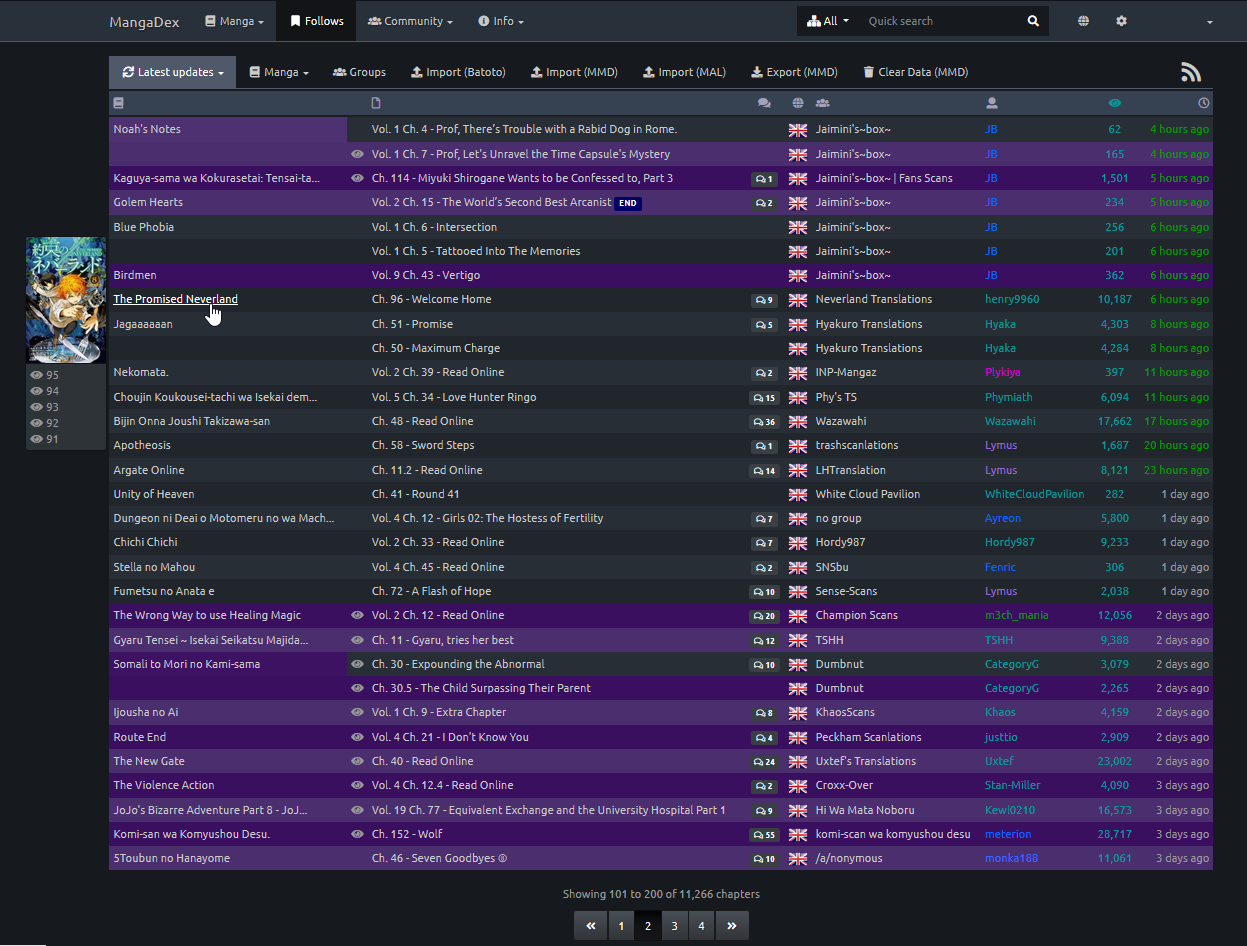 MangaDex Manga Follows Community Info All Quick search
Latest updates Manga Groups Import (Batoto) Import (MMD) Import (MAL) Export (MMD) Clear Data (MMD)
Noah's Notes Vol. 1 Ch. 4 - Prof, There's Trouble with a Rabid Dog in Rome. Jaimini's~box~ JB 62 4 hours ago
Vol. 1 Ch. 7 - Prof, Let's Unravel the Time Capsule's Mystery Jaimini's~box~ JB 165 4 hours ago
Kaguya-sama wa Kokurasetai: Tensai-ta... Ch. 114 - Miyuki Shirogane Wants to be Confessed to, Part 3 1 Jaimini's~box~ | Fans Scans JB 1,501 5 hours ago
Golem Hearts Vol. 2 Ch. 15 - The World's Second Best Arcanist END 2 Jaimini's~box~ JB 234 5 hours ago
Blue Phobia Vol. 1 Ch. 6 - Intersection Jaimini's~box~ JB 256 6 hours ago
Vol. 1 Ch. 5 - Tattooed Into The Memories Jaimini's~box~ JB 201 6 hours ago
Birdmen Vol. 9 Ch. 43 - Vertigo Jaimini's~box~ JB 362 6 hours ago
The Promised Neverland Ch. 96 - Welcome Home 9 Neverland Translations henry9960 10,187 6 hours ago
Jagaaaaaan Ch. 51 - Promise 5 Hyakuro Translations Hyaka 4,303 8 hours ago
Ch. 50 - Maximum Charge Hyakuro Translations Hyaka 4,284 8 hours ago
Nekomata. Vol. 2 Ch. 39 - Read Online 2 INP-Mangaz Plykiya 397 11 hours ago
Choujin Koukousei-tachi wa Isekai dem... Vol. 5 Ch. 34 - Love Hunter Ringo 15 Phy's TS Phymiath 6,094 11 hours ago
Bijin Onna Joushi Takizawa-san Ch. 48 - Read Online 36 Wazawahi Wazawahi 17,662 17 hours ago
Apotheosis Ch. 58 - Sword Steps 1 trashscanlations Lymus 1,687 20 hours ago
Argate Online Ch. 11.2 - Read Online 14 LHTranslation Lymus 8,121 23 hours ago
Unity of Heaven Ch. 41 - Round 41 White Cloud Pavilion WhiteCloudPavilion 282 1 day ago
Dungeon ni Deai o Motomeru no wa Mach... Vol. 4 Ch. 12 - Girls 02: The Hostess of Fertility 7 no group Ayreon 5,800 1 day ago
Chichi Chichi Vol. 2 Ch. 33 - Read Online 7 Hordy987 Hordy987 9,233 1 day ago
Stella no Mahou Vol. 4 Ch. 45 - Read Online 2 SNSbu Fenric 306 1 day ago
Fumetsu no Anata e Ch. 72 - A Flash of Hope 10 Sense-Scans Lymus 2,038 1 day ago
The Wrong Way to use Healing Magic Vol. 2 Ch. 12 - Read Online 20 Champion Scans m3ch_mania 12,056 2 days ago
Gyaru Tensei ~ Isekai Seikatsu Majida... Ch. 11 - Gyaru, tries her best 12 TSHH TSHH 9,388 2 days ago
Somali to Mori no Kami-sama Ch. 30 - Expounding the Abnormal 10 Dumbnut CategoryG 3,079 2 days ago
Ch. 30.5 - The Child Surpassing Their Parent Dumbnut CategoryG 2,265 2 days ago
Ijousha no Ai Vol. 1 Ch. 9 - Extra Chapter 8 KhaosScans Khaos 4,159 2 days ago
Route End Vol. 4 Ch. 21 - I Don't Know You 4 Peckham Scanlations justtio 2,909 2 days ago
The New Gate Ch. 40 - Read Online 24 Uxtef's Translations Uxtef 23,002 2 days ago
The Violence Action Vol. 4 Ch. 12.4 - Read Online 2 Croxx-Over Stan-Miller 4,090 3 days ago
JoJo's Bizarre Adventure Part 8 - JoJ... Vol. 19 Ch. 77 - Equivalent Exchange and the University Hospital Part 1 9 Hi Wa Mata Noboru Kewl0210 16,573 3 days ago
Komi-san wa Komyushou Desu. Ch. 152 - Wolf 55 komi-scan wa komyushou desu meterion 28,717 3 days ago
5Toubun no Hanayome Ch. 46 - Seven Goodbyes ⑤ 10 /a/nonymous monka188 11,061 3 days ago
約束の
ネバーランド
8
95
94
93
92
91
Showing 101 to 200 of 11,266 chapters
« 1 2 3 4 »